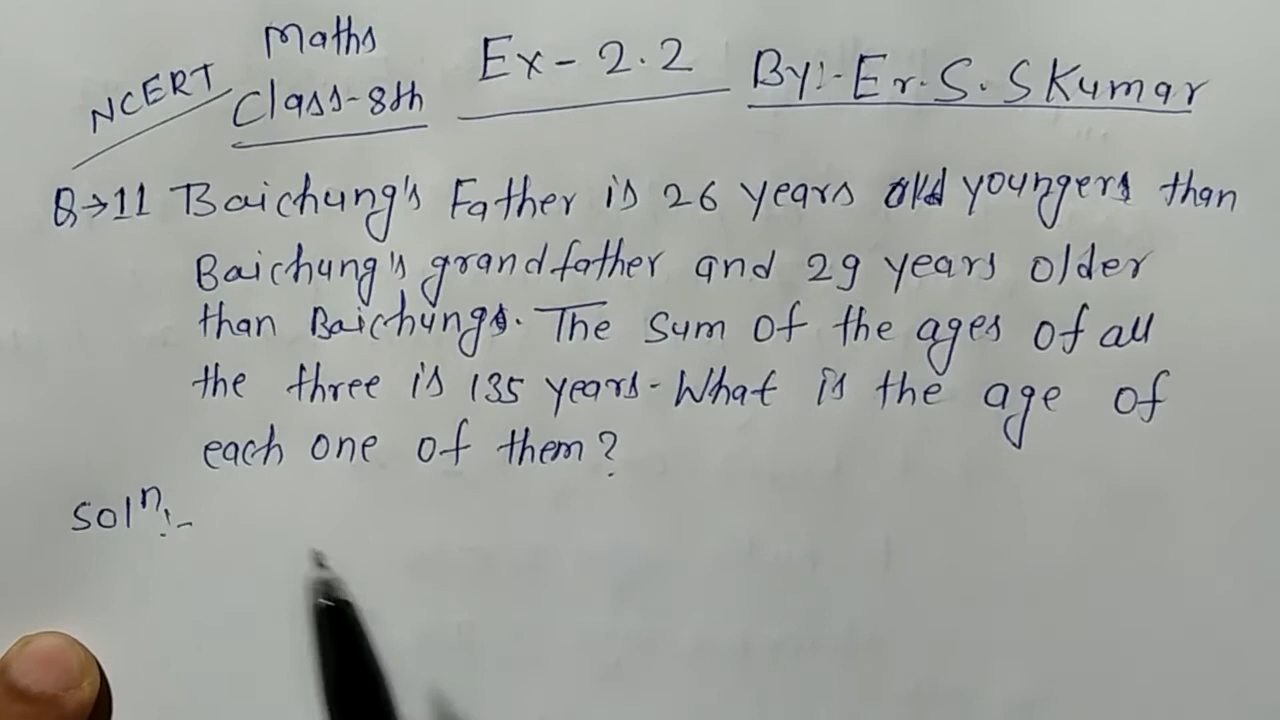 Maths
NCERT Class-8th Ex-2.2 By:-Er.S.SKumar
Q→11 Baichung's Father is 26 years youngers than
Baichung's grandfather and 29 years older
than Baichungs. The sum of the ages of all
the three is 135 years-What is the age of
each one of them?
Solⁿ:-